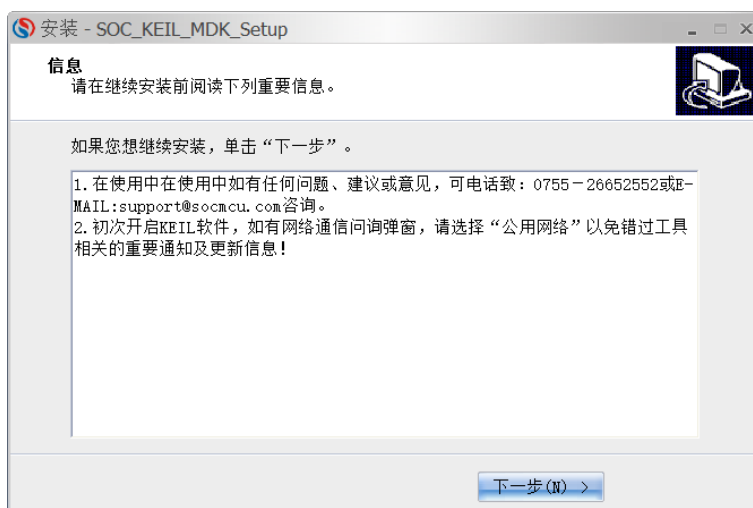 安装 - SOC_KEIL_MDK_Setup
信息
请在继续安装前阅读下列重要信息。
如果您想继续安装，单击“下一步”。
1.在使用中在使用中如有任何问题、建议或意见，可电话致：0755－26652552或E-
MAIL:support@socmcu.com咨询。
2.初次开启KEIL软件，如有网络通信问询弹窗，请选择“公用网络”以免错过工具
相关的重要通知及更新信息！
下一步(N) >